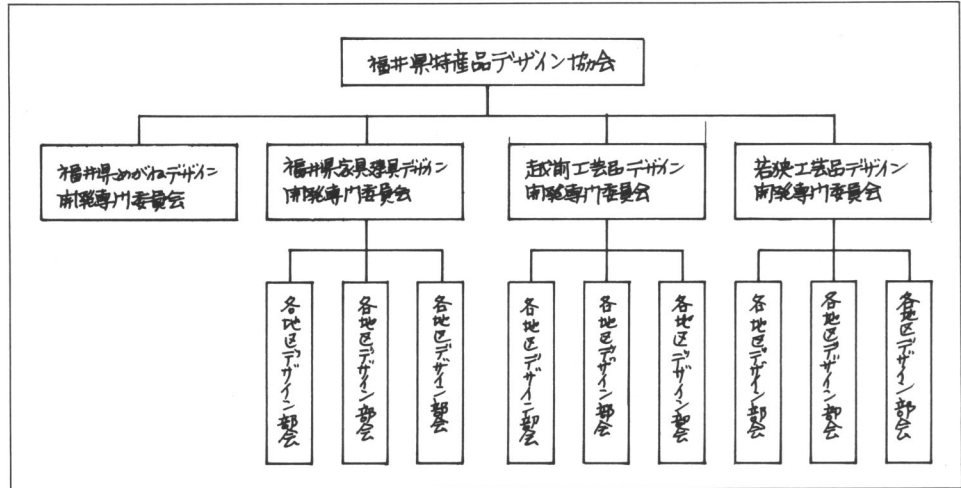 福井県特産品デザイン協会
福井県めがねデザイン
開発専門委員会
福井県家具建具デザイン
開発専門委員会
越前工芸品デザイン
開発専門委員会
若狭工芸品デザイン
開発専門委員会
各地区デザイン部会
各地区デザイン部会
各地区デザイン部会
各地区デザイン部会
各地区デザイン部会
各地区デザイン部会
各地区デザイン部会
各地区デザイン部会
各地区デザイン部会